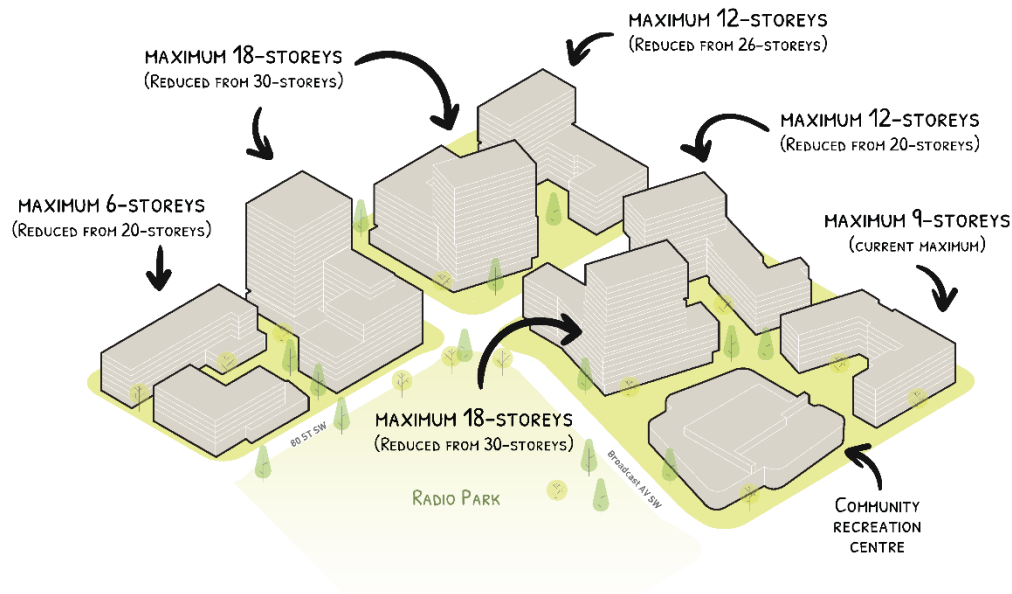 MAXIMUM 12-STOREYS
(REDUCED FROM 26-STOREYS)
MAXIMUM 18-STOREYS
(REDUCED FROM 30-STOREYS)
MAXIMUM 12-STOREYS
(REDUCED FROM 20-STOREYS)
MAXIMUM 6-STOREYS
(REDUCED FROM 20-STOREYS)
MAXIMUM 9-STOREYS
(CURRENT MAXIMUM)
MAXIMUM 18-STOREYS
(REDUCED FROM 30-STOREYS)
80 ST SW
Broadcast AV SW
RADIO PARK
COMMUNITY
RECREATION
CENTRE